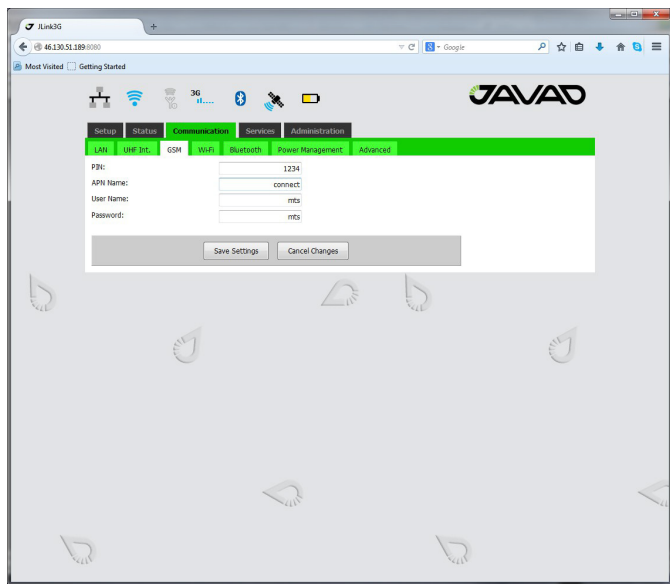 JLink3G
46.130.51.189:8080
Google
Most Visited Getting Started
3G
JAVAD
Setup Status Communication Services Administration
LAN UHF Int. GSM Wi-Fi Bluetooth Power Management Advanced
PIN: 1234
APN Name: connect
User Name: mts
Password: mts
Save Settings Cancel Changes